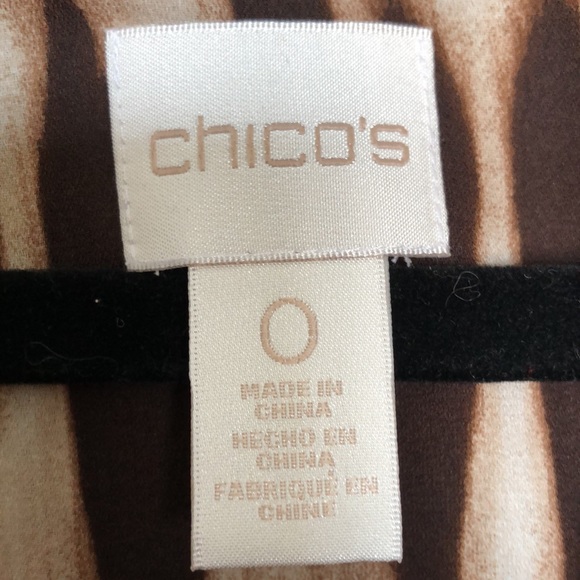 chico's
0
MADE IN
CHINA
HECHO EN
CHINA
FABRIQUÉ EN
CHINE